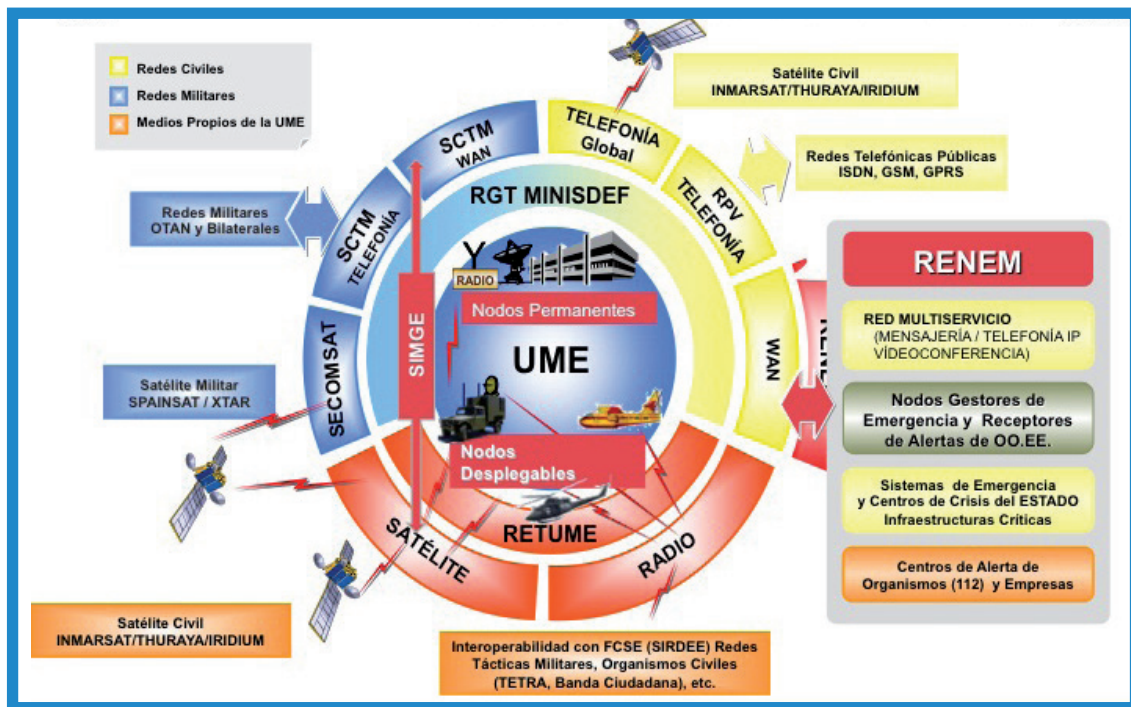 Redes Civiles
Redes Militares
Medios Propios de la UME
Satélite Civil
INMARSAT/THURAYA/IRIDIUM
Redes Telefónicas Públicas
ISDN, GSM, GPRS
Redes Militares
OTAN y Bilaterales
Satélite Militar
SPAINSAT / XTAR
SECOMSAT
SCTM
TELEFONÍA
SCTM
WAN
TELEFONÍA
Global
RPV
TELEFONÍA
WAN
RGT MINISDEF
SIMGE
RADIO
Nodos Permanentes
UME
Nodos
Desplegables
RETUME
SATÉLITE
RADIO
RENEM
RED MULTISERVICIO
(MENSAJERÍA / TELEFONÍA IP
VÍDEOCONFERENCIA)
Nodos Gestores de
Emergencia y Receptores
de Alertas de OO.EE.
Sistemas de Emergencia
y Centros de Crisis del ESTADO
Infraestructuras Críticas
Centros de Alerta de
Organismos (112) y Empresas
Satélite Civil
INMARSAT/THURAYA/IRIDIUM
Interoperabilidad con FCSE (SIRDEE) Redes
Tácticas Militares, Organismos Civiles
(TETRA, Banda Ciudadana), etc.